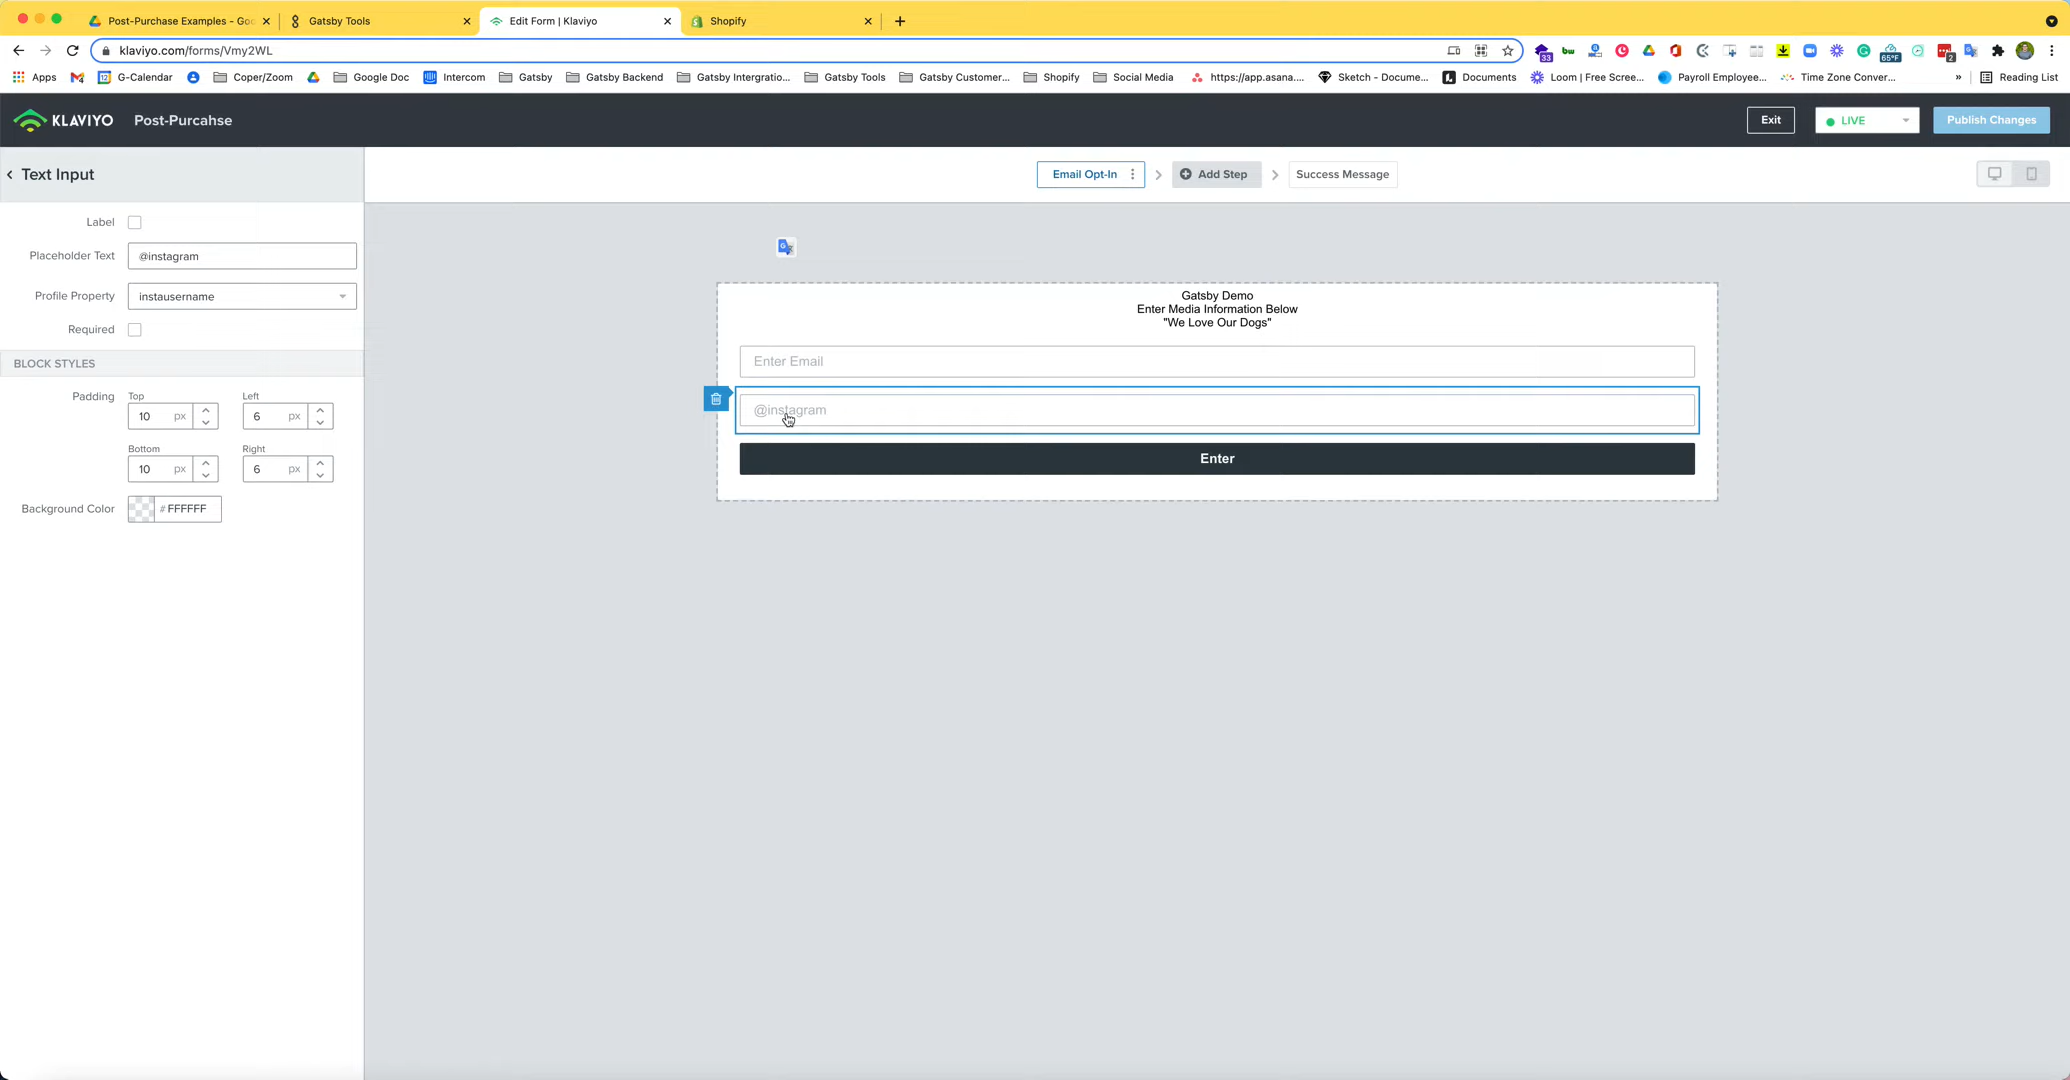 Post-Purchase Examples - Goo
Gatsby Tools
Edit Form | Klaviyo
Shopify
klaviyo.com/forms/Vmy2WL
33
65°F
2
Apps
G-Calendar
Coper/Zoom
Google Doc
Intercom
Gatsby
Gatsby Backend
Gatsby Intergratio...
Gatsby Tools
Gatsby Customer...
Shopify
Social Media
https://app.asana....
Sketch - Docume...
Documents
Loom | Free Scree...
Payroll Employee...
Time Zone Conver...
»
Reading List
KLAVIYO
Post-Purcahse
Exit
LIVE
Publish Changes
Text Input
Email Opt-In
Add Step
Success Message
Label
Placeholder Text
@instagram
Profile Property
instausername
Required
BLOCK STYLES
Padding
Top
Left
10 px
6 px
Bottom
Right
10 px
6 px
Background Color
# FFFFFF
Gatsby Demo
Enter Media Information Below
"We Love Our Dogs"
Enter Email
@instagram
Enter